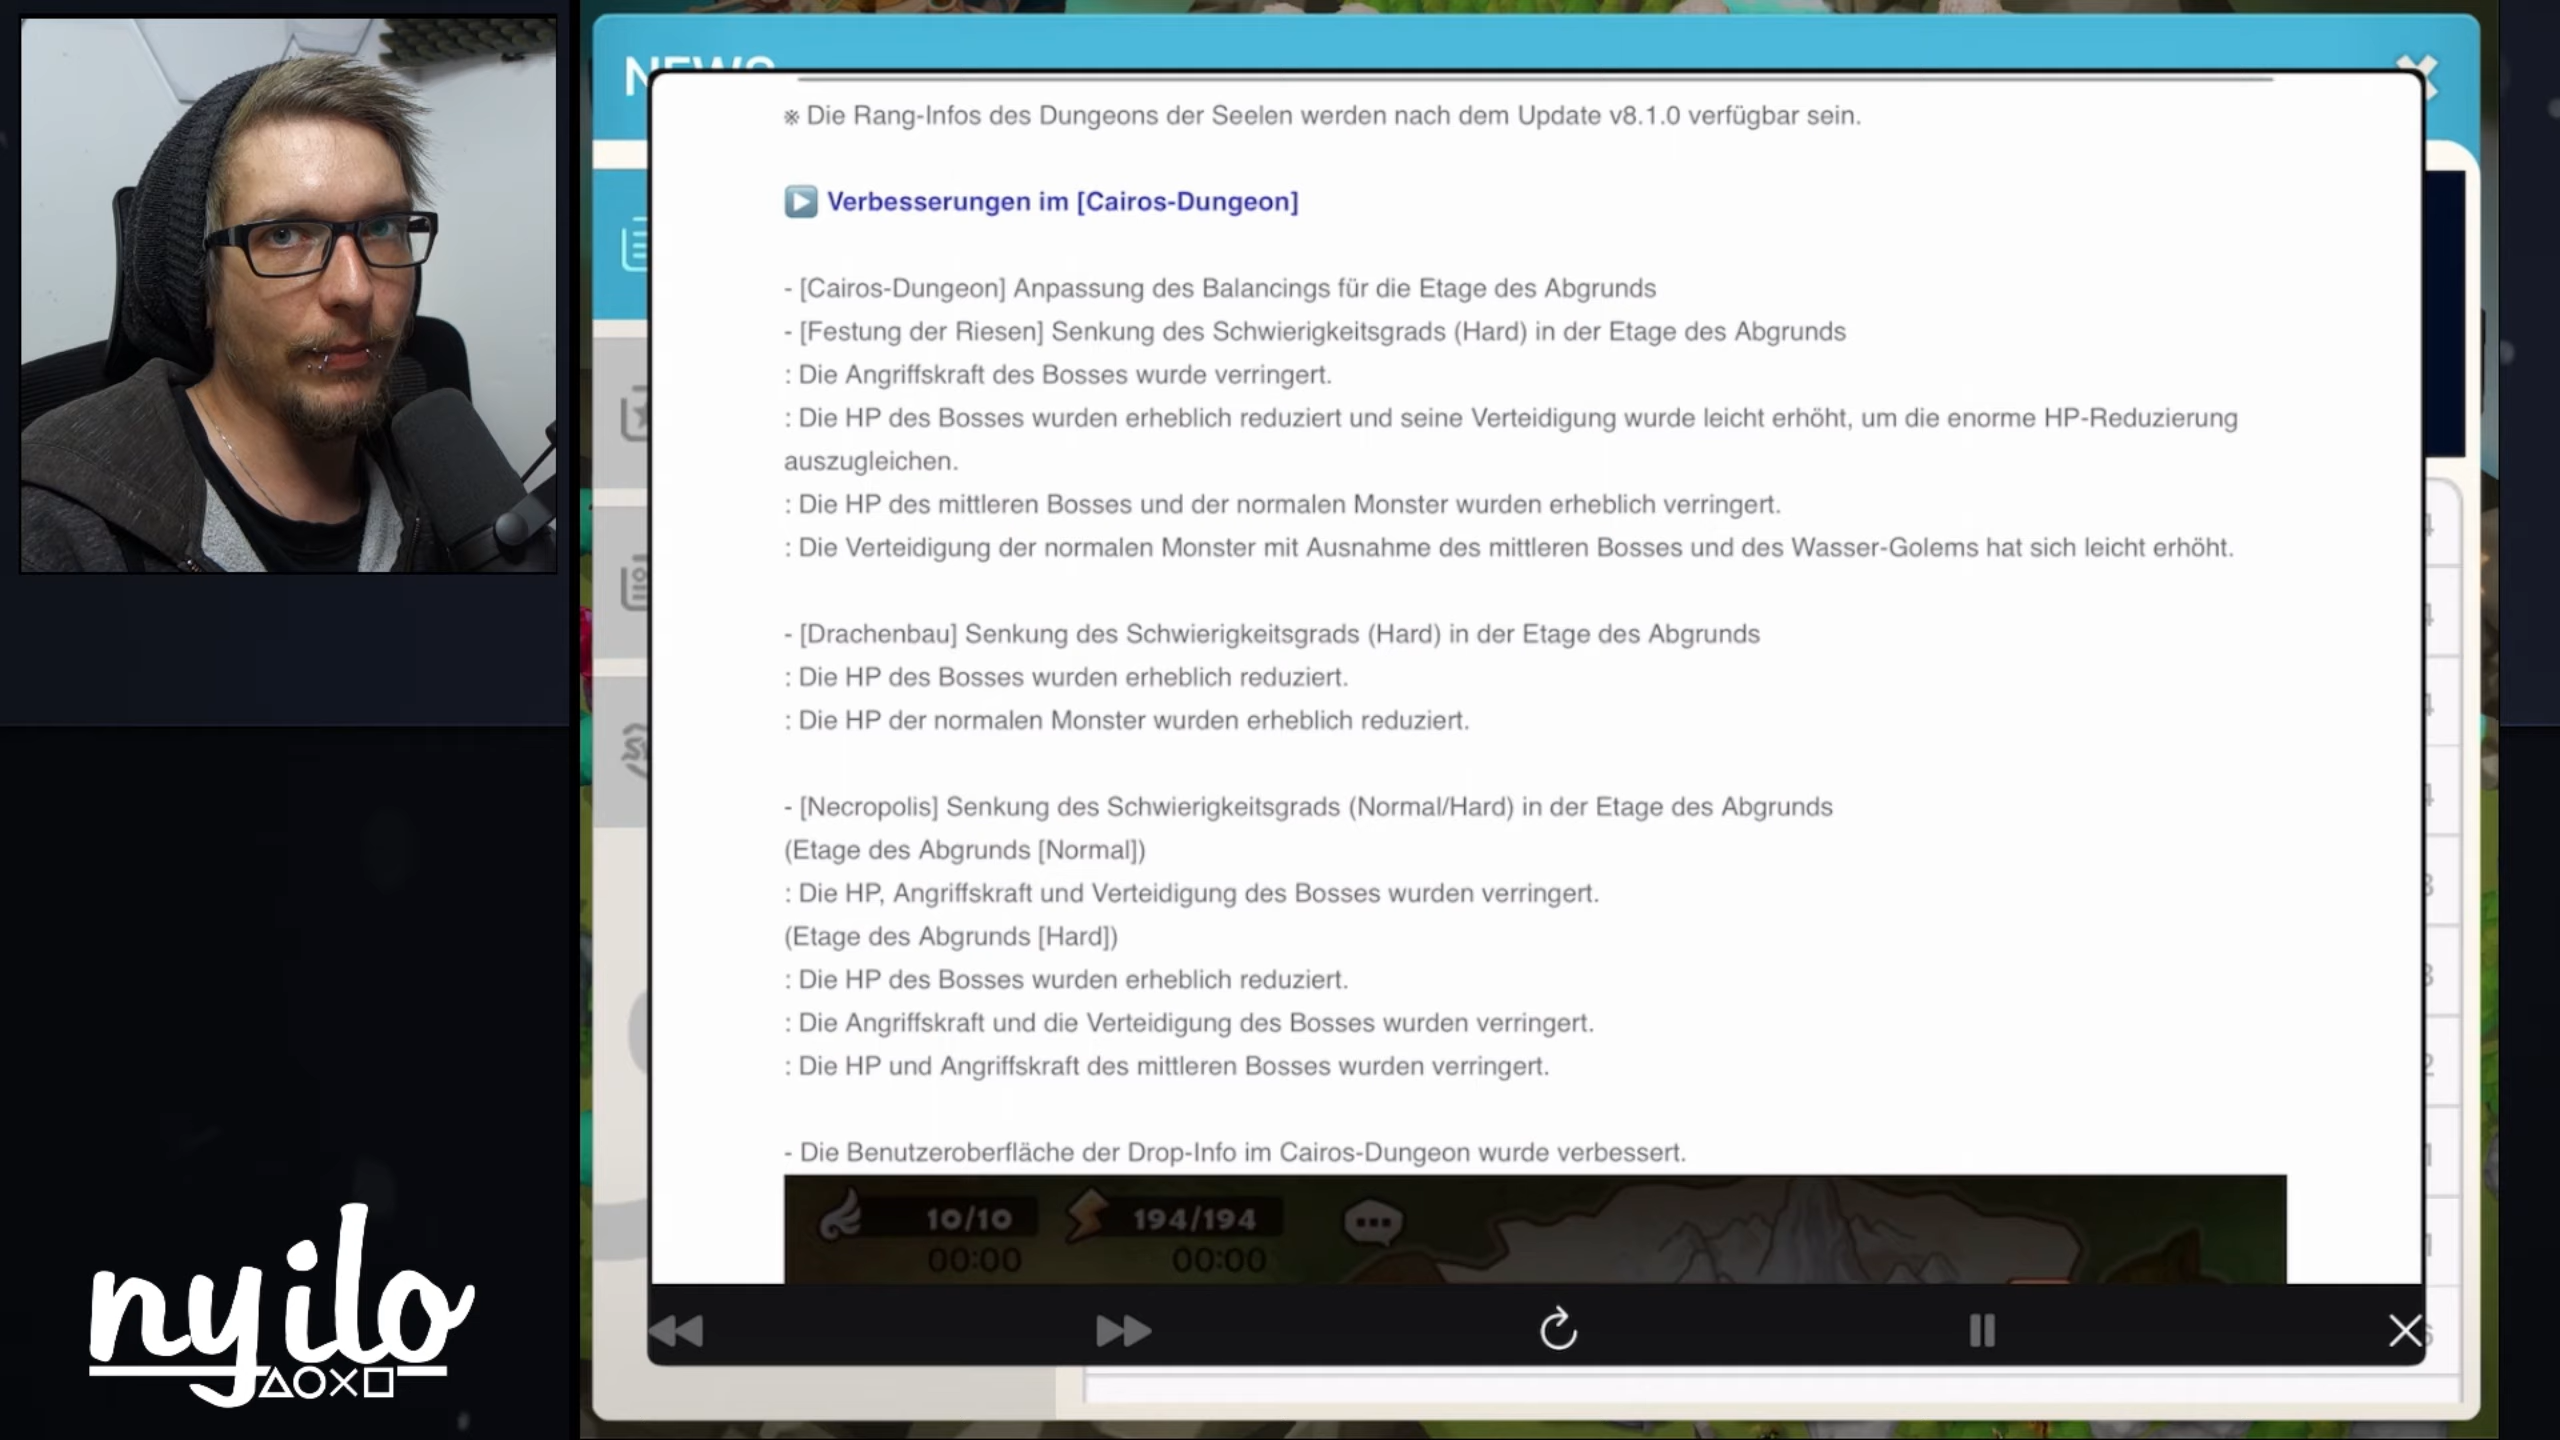 NEWS
※ Die Rang-Infos des Dungeons der Seelen werden nach dem Update v8.1.0 verfügbar sein.
Verbesserungen im [Cairos-Dungeon]
- [Cairos-Dungeon] Anpassung des Balancings für die Etage des Abgrunds
- [Festung der Riesen] Senkung des Schwierigkeitsgrads (Hard) in der Etage des Abgrunds
: Die Angriffskraft des Bosses wurde verringert.
: Die HP des Bosses wurden erheblich reduziert und seine Verteidigung wurde leicht erhöht, um die enorme HP-Reduzierung
auszugleichen.
: Die HP des mittleren Bosses und der normalen Monster wurden erheblich verringert.
: Die Verteidigung der normalen Monster mit Ausnahme des mittleren Bosses und des Wasser-Golems hat sich leicht erhöht.
- [Drachenbau] Senkung des Schwierigkeitsgrads (Hard) in der Etage des Abgrunds
: Die HP des Bosses wurden erheblich reduziert.
: Die HP der normalen Monster wurden erheblich reduziert.
- [Necropolis] Senkung des Schwierigkeitsgrads (Normal/Hard) in der Etage des Abgrunds
(Etage des Abgrunds [Normal])
: Die HP, Angriffskraft und Verteidigung des Bosses wurden verringert.
(Etage des Abgrunds [Hard])
: Die HP des Bosses wurden erheblich reduziert.
: Die Angriffskraft und die Verteidigung des Bosses wurden verringert.
: Die HP und Angriffskraft des mittleren Bosses wurden verringert.
- Die Benutzeroberfläche der Drop-Info im Cairos-Dungeon wurde verbessert.
10/10 194/194
00:00 00:00
nyilo